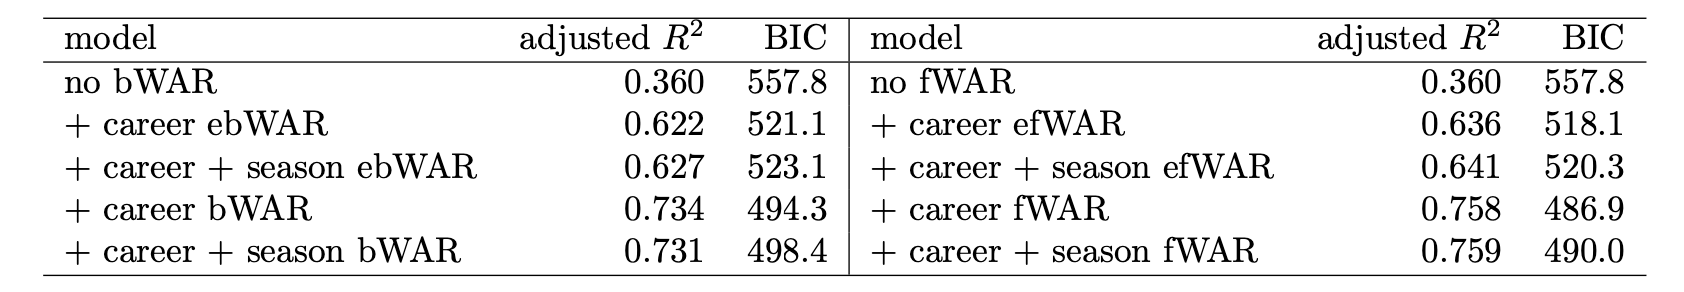 model adjusted R² BIC model adjusted R² BIC
no bWAR 0.360 557.8 no fWAR 0.360 557.8
+ career ebWAR 0.622 521.1 + career efWAR 0.636 518.1
+ career + season ebWAR 0.627 523.1 + career + season efWAR 0.641 520.3
+ career bWAR 0.734 494.3 + career fWAR 0.758 486.9
+ career + season bWAR 0.731 498.4 + career + season fWAR 0.759 490.0